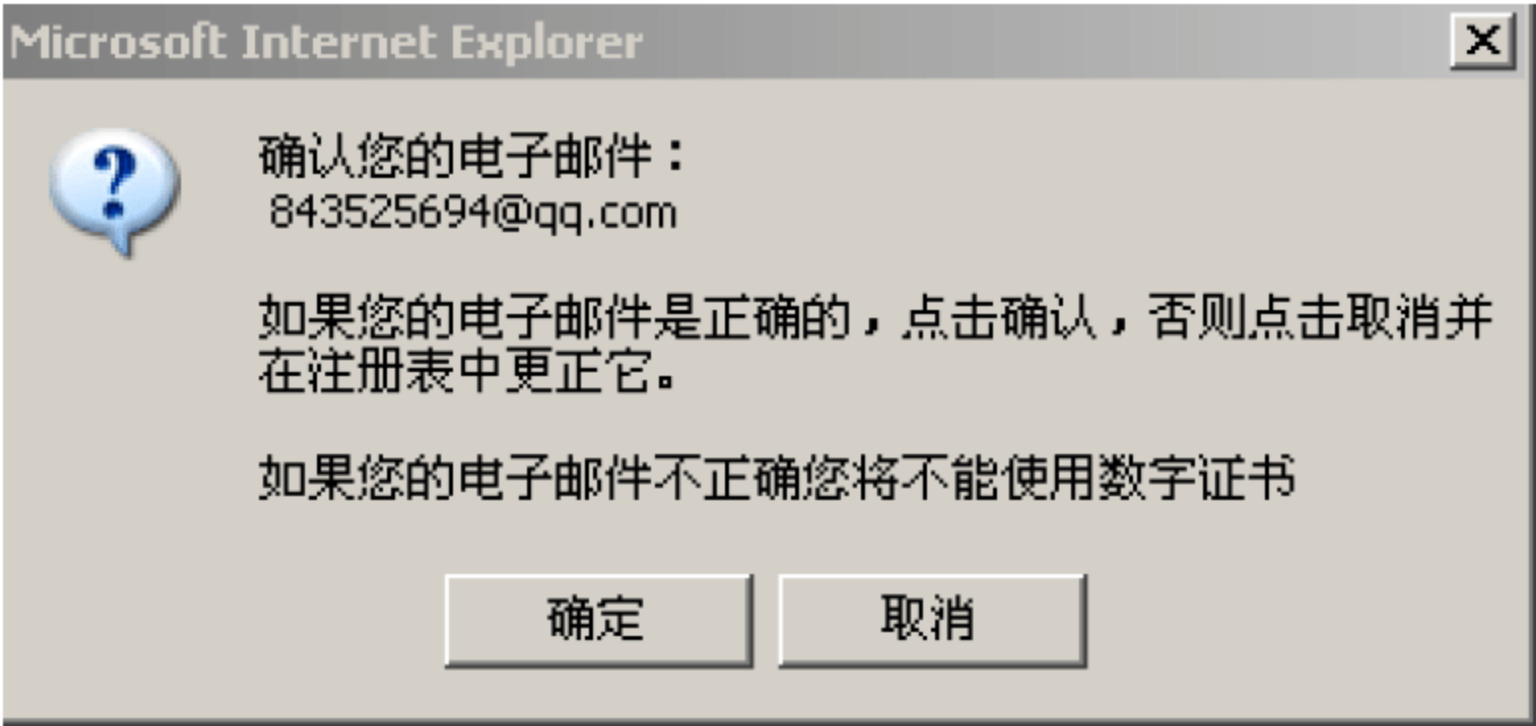 Microsoft Internet Explorer
确认您的电子邮件：
843525694@qq.com
如果您的电子邮件是正确的，点击确认，否则点击取消并
在注册表中更正它。
如果您的电子邮件不正确您将不能使用数字证书
确定
取消